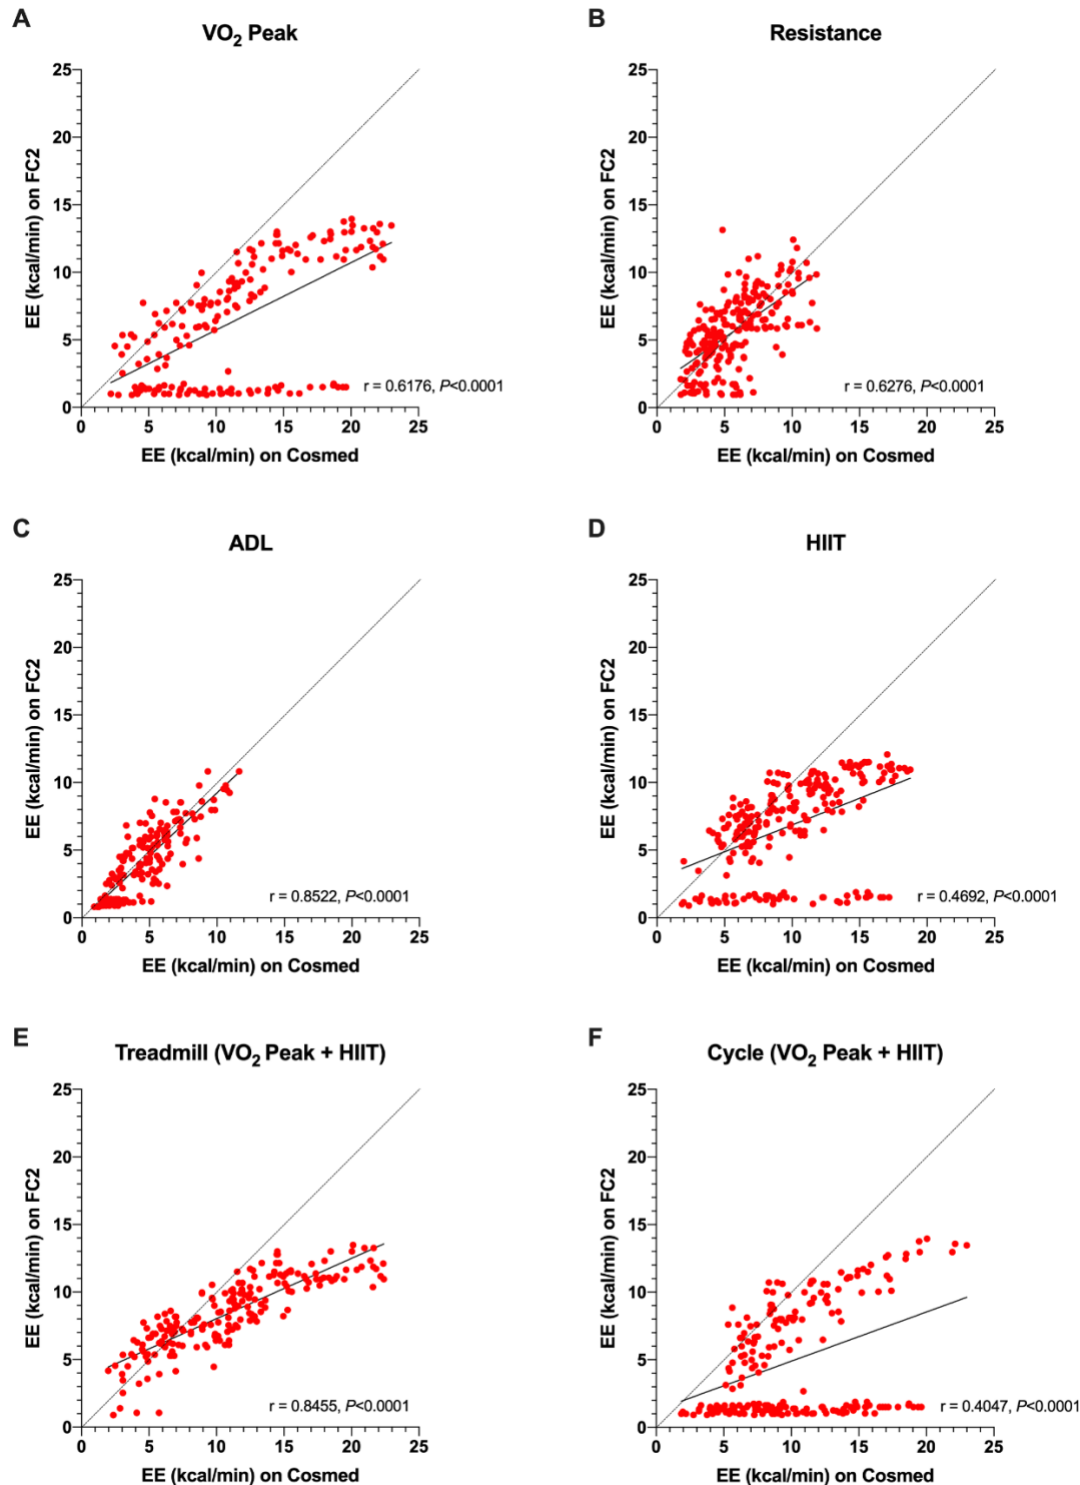 A
VO2 Peak
25
20
15
10
5
0
EE (kcal/min) on FC2
r = 0.6176, P<0.0001
0 5 10 15 20 25
EE (kcal/min) on Cosmed
B
Resistance
25
20
15
10
5
0
EE (kcal/min) on FC2
r = 0.6276, P<0.0001
0 5 10 15 20 25
EE (kcal/min) on Cosmed
C
ADL
25
20
15
10
5
0
EE (kcal/min) on FC2
r = 0.8522, P<0.0001
0 5 10 15 20 25
EE (kcal/min) on Cosmed
D
HIIT
25
20
15
10
5
0
EE (kcal/min) on FC2
r = 0.4692, P<0.0001
0 5 10 15 20 25
EE (kcal/min) on Cosmed
E
Treadmill (VO2 Peak + HIIT)
25
20
15
10
5
0
EE (kcal/min) on FC2
r = 0.8455, P<0.0001
0 5 10 15 20 25
EE (kcal/min) on Cosmed
F
Cycle (VO2 Peak + HIIT)
25
20
15
10
5
0
EE (kcal/min) on FC2
r = 0.4047, P<0.0001
0 5 10 15 20 25
EE (kcal/min) on Cosmed